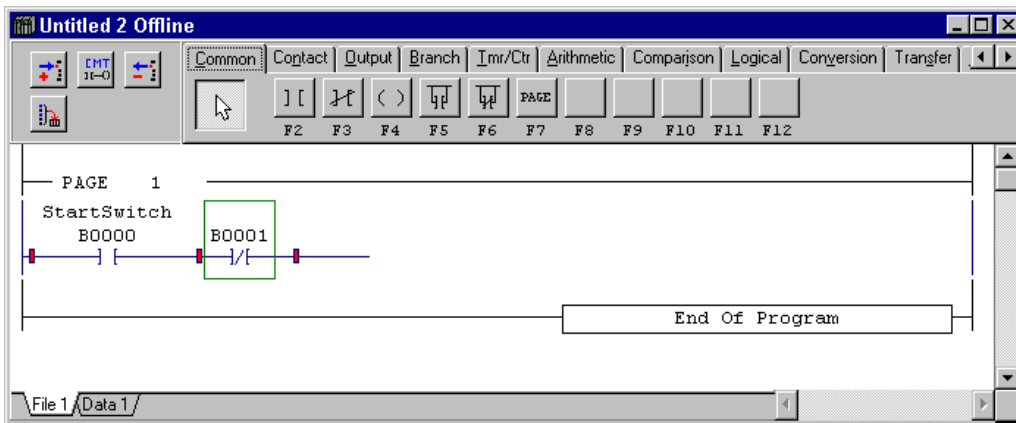 Untitled 2 Offline
CMT
Common Contact Output Branch Tmr/Ctr Arithmetic Comparison Logical Conversion Transfer
PAGE
F2 F3 F4 F5 F6 F7 F8 F9 F10 F11 F12
PAGE 1
StartSwitch
B0000 B0001
End Of Program
File 1 Data 1